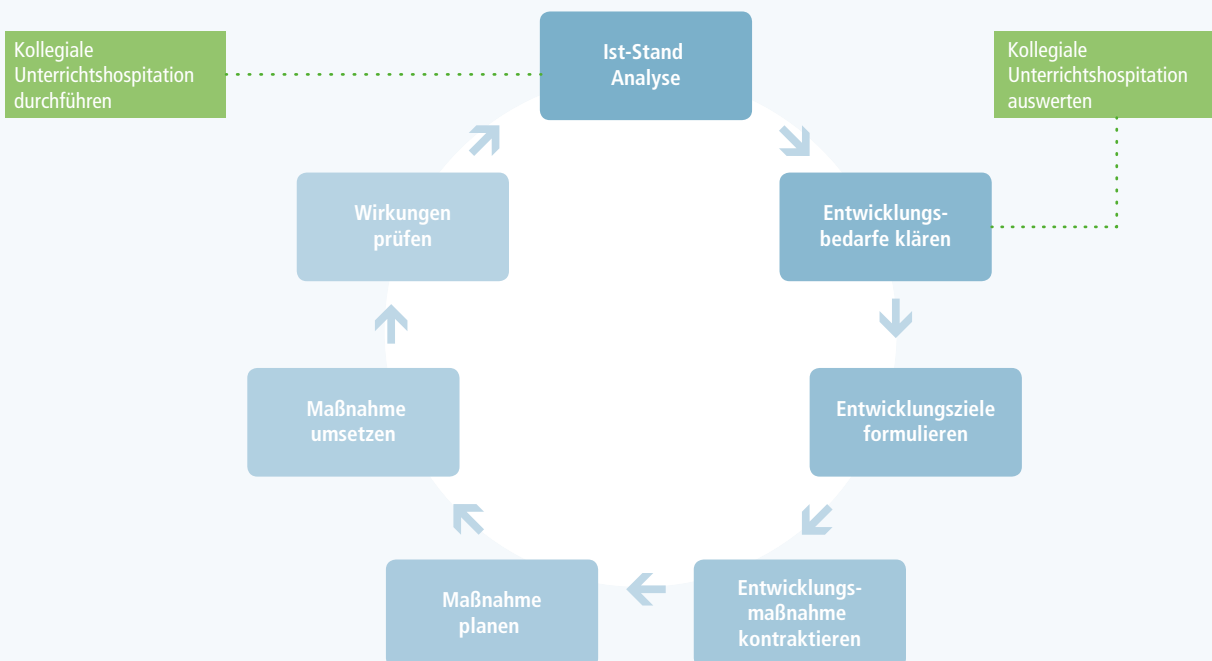 Kollegiale
Unterrichtshospitation
durchführen
Ist-Stand
Analyse
Kollegiale
Unterrichtshospitation
auswerten
Wirkungen
prüfen
Entwicklungs-
bedarfe klären
Maßnahme
umsetzen
Entwicklungsziele
formulieren
Maßnahme
planen
Entwicklungs-
maßnahme
kontraktieren